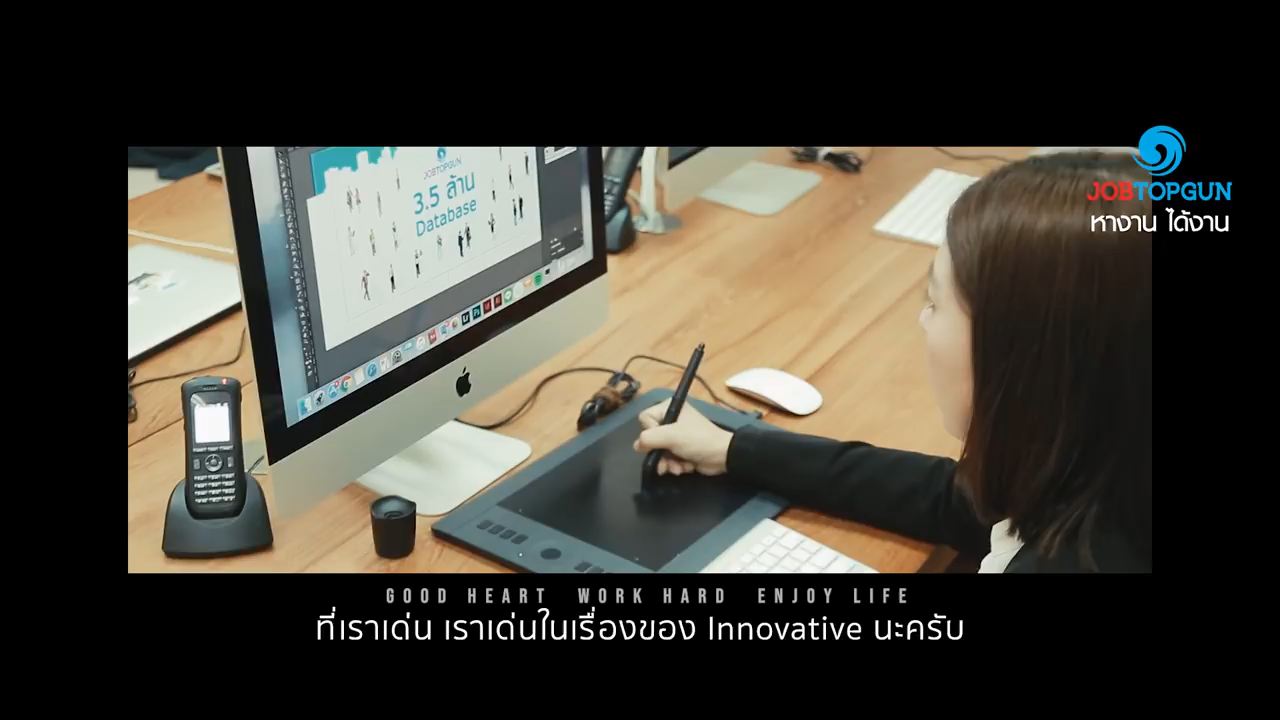 JOBTOPGUN
3.5 ล้าน
Database
JOBTOPGUN
หางาน ได้งาน
GOOD HEART WORK HARD ENJOY LIFE
ที่เราเด่น เราเด่นในเรื่องของ Innovative นะครับ